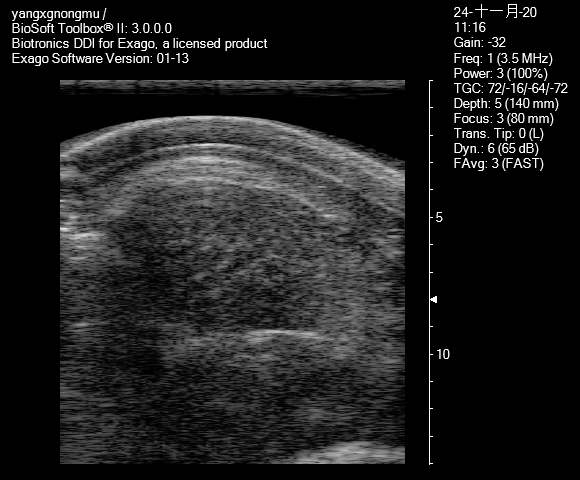 yangxgnongmu /
BioSoft Toolbox® II: 3.0.0.0
Biotronics DDI for Exago, a licensed product
Exago Software Version: 01-13
24-十一月-20
11:16
Gain: -32
Freq: 1 (3.5 MHz)
Power: 3 (100%)
TGC: 72/-16/-64/-72
Depth: 5 (140 mm)
Focus: 3 (80 mm)
Trans. Tip: 0 (L)
Dyn.: 6 (65 dB)
FAvg: 3 (FAST)
5
10